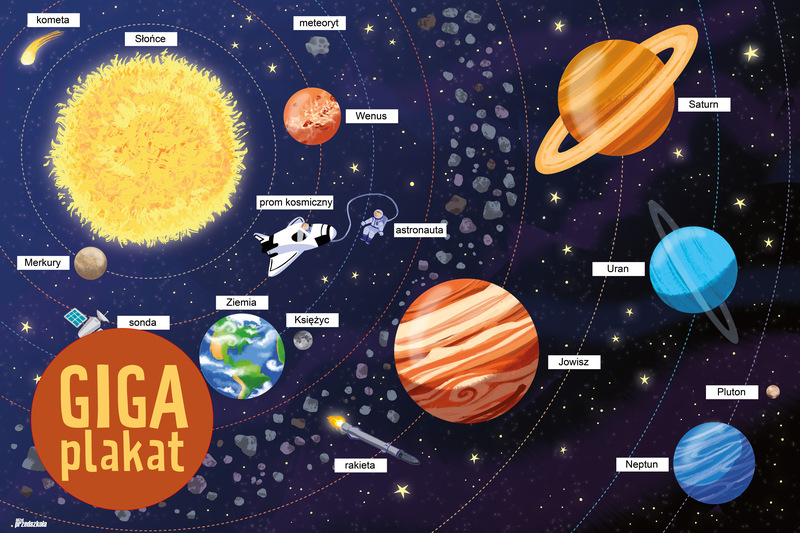 kometa
Słońce
meteoryt
Wenus
Saturn
prom kosmiczny
astronauta
Merkury
Uran
sonda
Ziemia
Księżyc
Jowisz
GIGA
plakat
Pluton
rakieta
Neptun
przedszkola